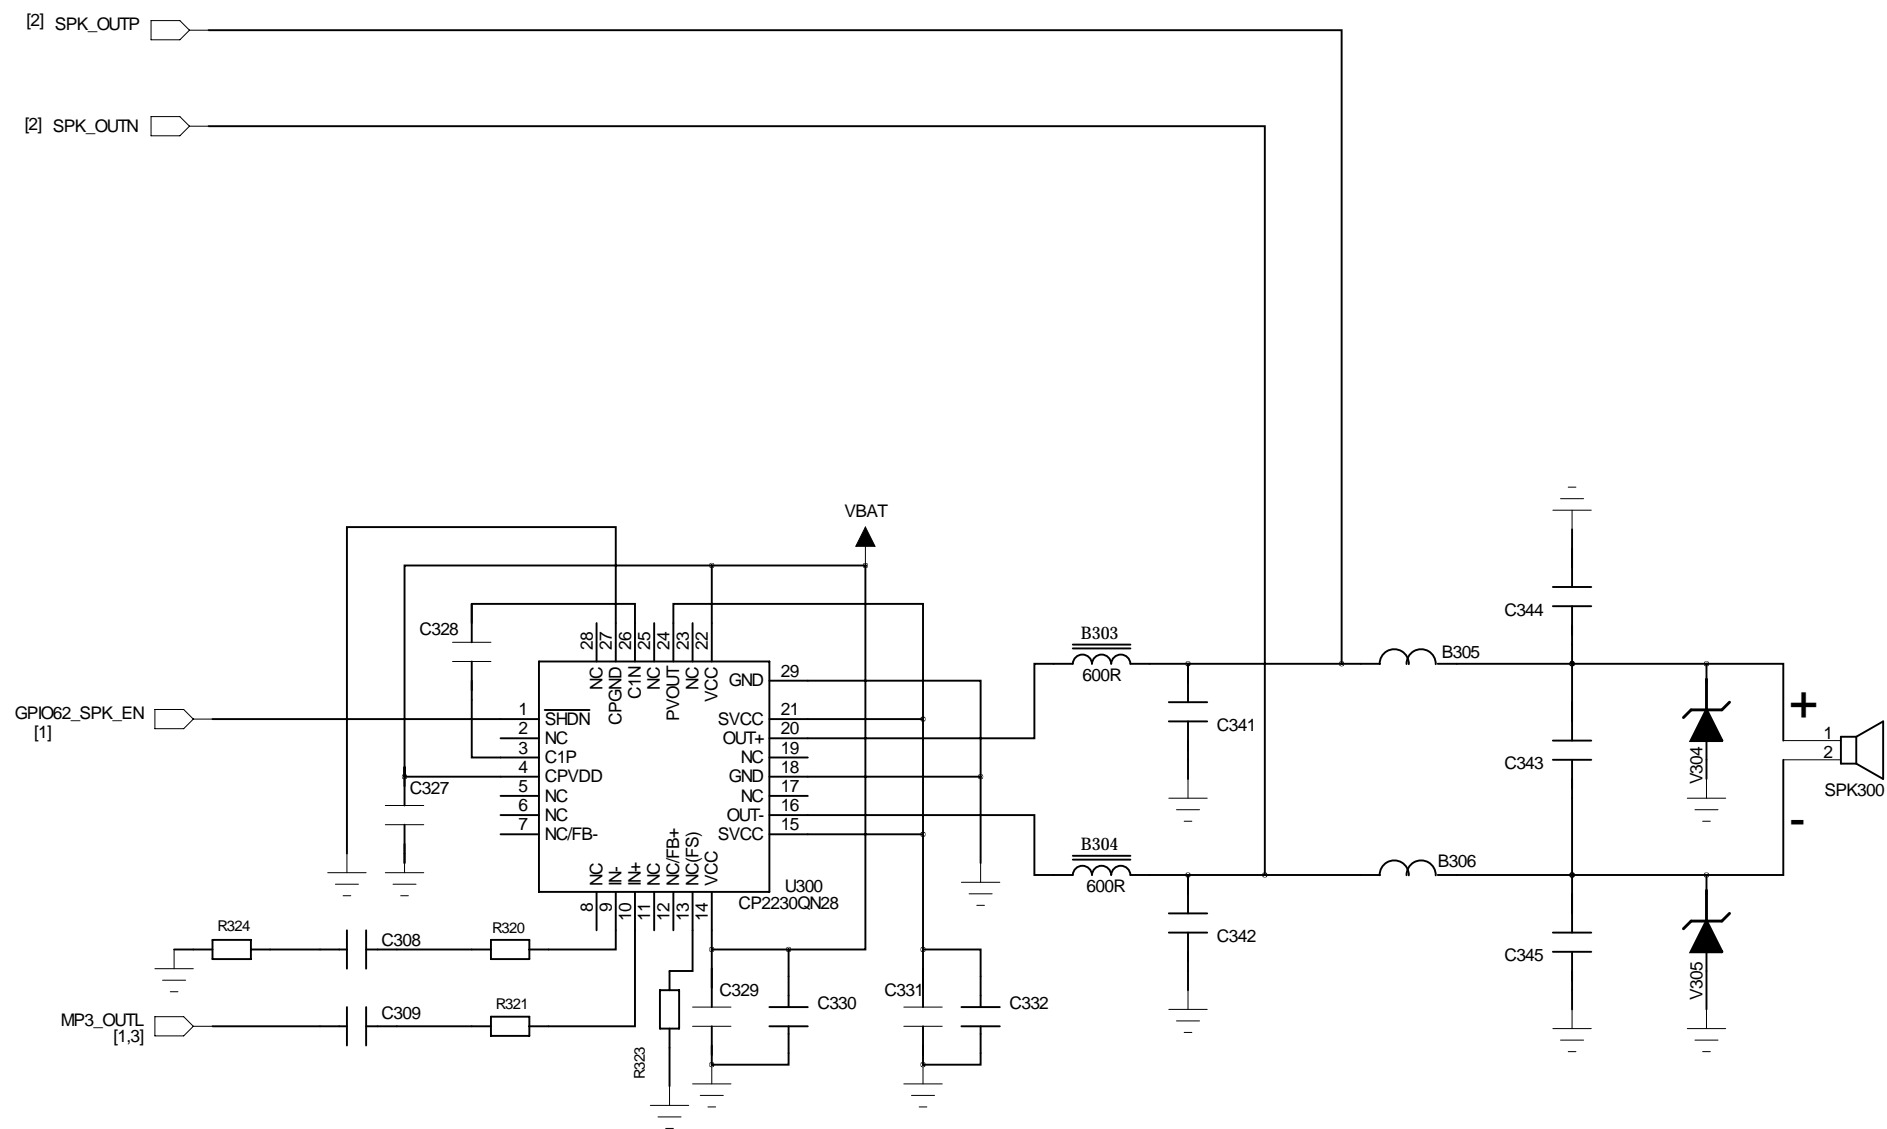 [2] SPK_OUTP
[2] SPK_OUTN
VBAT
C344
C328
28 27 26 25 24 23 22
B303
600R
B305
NC CPGND C1N NC PVOUT NC VCC
GND 29
GPIO62_SPK_EN
[1]
1 SHDN
2 NC
3 C1P
4 CPVDD
5 NC
6 NC
7 NC/FB-
SVCC 21
OUT+ 20
NC 19
GND 18
NC 17
OUT- 16
SVCC 15
C341
C327
C343
V304
+
1
2
SPK300
-
B304
600R
B306
NC IN- IN+ NC NC/FB+ NC(FS) VCC
8 9 10 11 12 13 14
U300
CP2230QN28
R324
C308
R320
C342
C345
V305
MP3_OUTL
[1,3]
C309
R321
R323
C329
C330
C331
C332